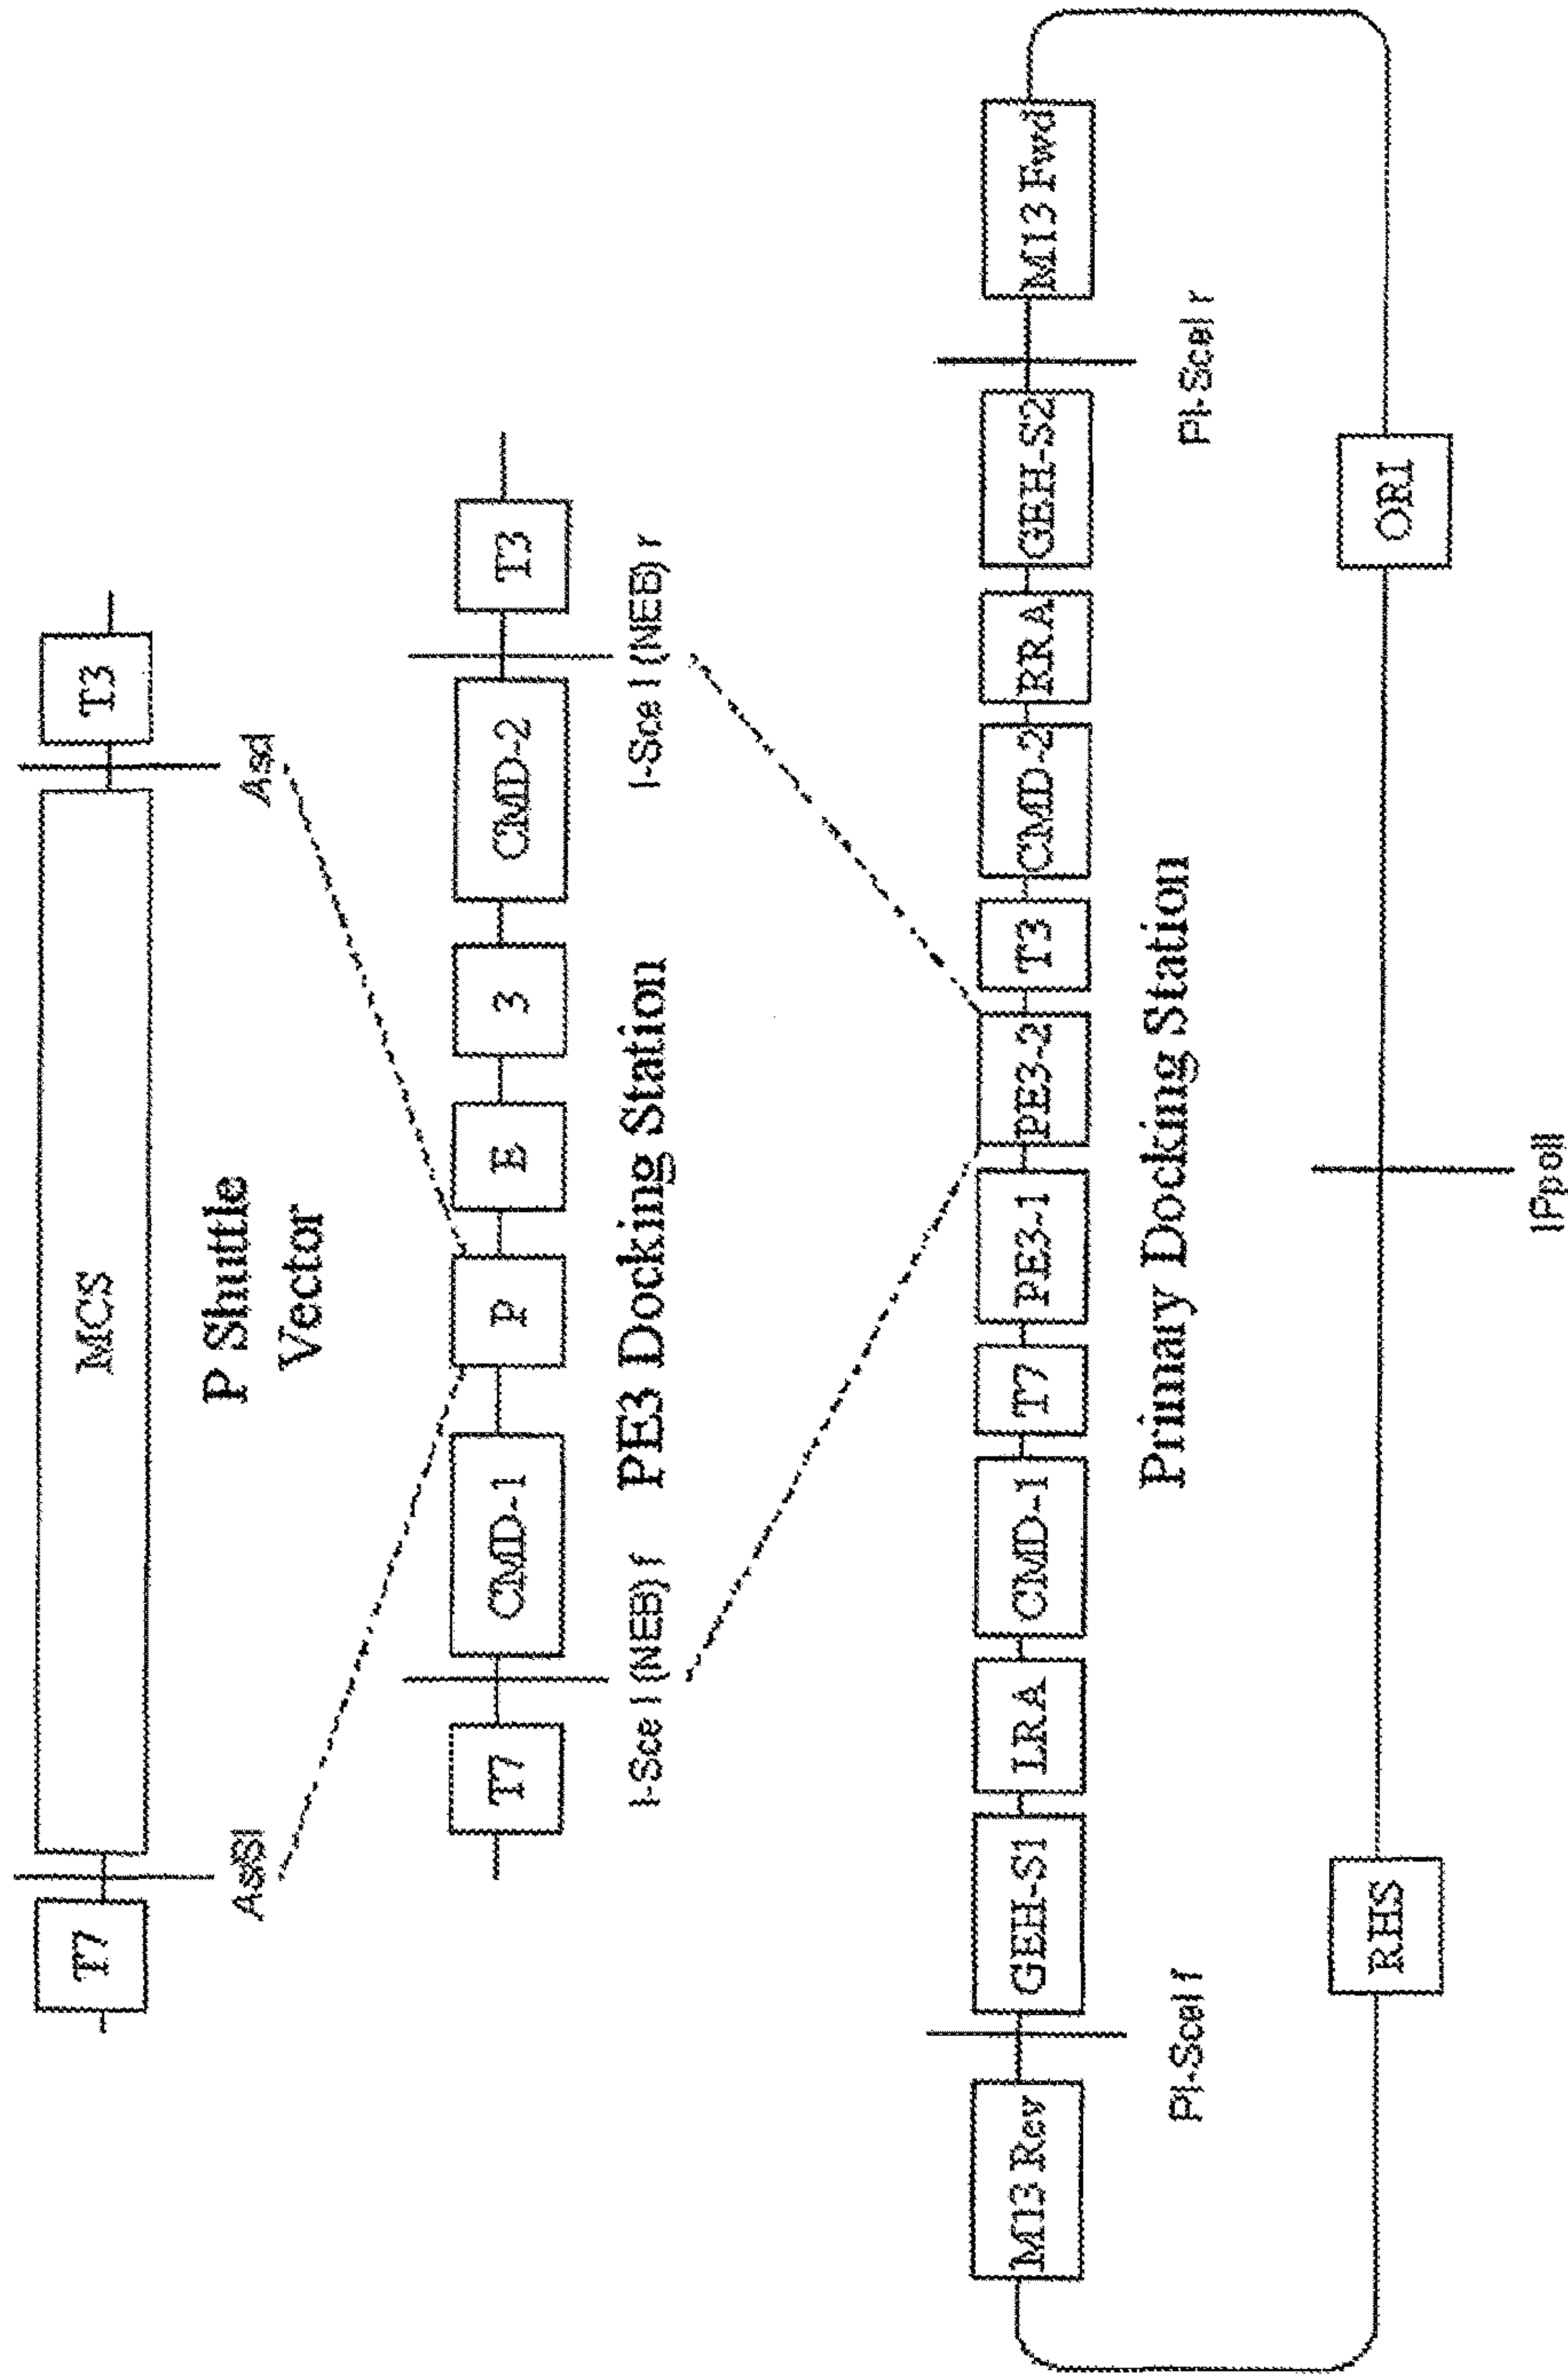 T7
MCS
T3
AsiSI
AscI
P Shuttle
Vector
T7
CMD-1
P
E
3
CMD-2
T3
I-Sce I (NEB) f
PE3 Docking Station
I-Sce I (NEB) r
M13 Rev
GEH-S1
LRA
CMD-1
T7
PE3-1
PE3-2
T3
CMD-2
RRA
GEH-S2
M13 Fwd
PI-SceI f
Primary Docking Station
PI-SceI r
RHS
ORI
IPpoII